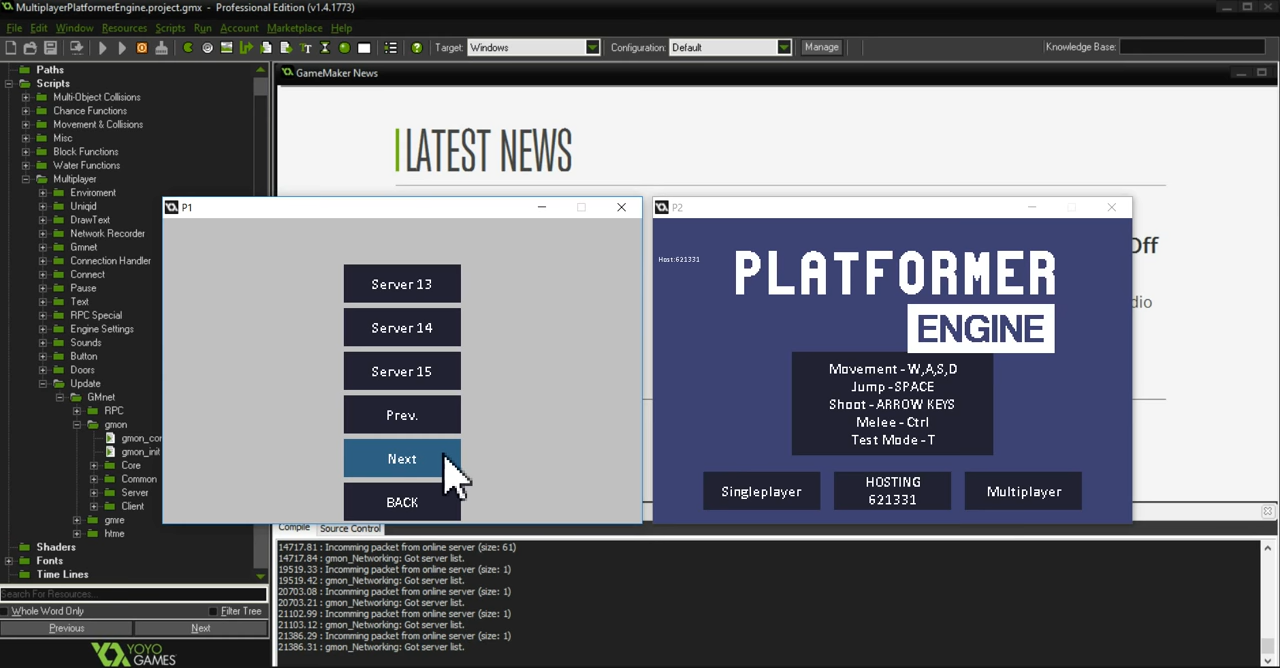 MultiplayerPlatformerEngine.project.gmx - Professional Edition (v1.4.1773)
File Edit Window Resources Scripts Run Account Marketplace Help
Target: Windows Configuration: Default Manage Knowledge Base:
Paths
Scripts
Multi-Object Collisions
Chance Functions
Movement & Collisions
Misc
Block Functions
Water Functions
Multiplayer
Enviroment
Uniqid
DrawText
Network Recorder
Gmnet
Connection Handler
Connect
Pause
Text
RPC Special
Engine Settings
Sounds
Button
Doors
Update
GMnet
RPC
gmon
gmon_con
gmon_init
Core
Common
Server
Client
gmre
htme
Shaders
Fonts
Time Lines
Search For Resources...
Whole Word Only Filter Tree
Previous Next
YOYO
GAMES
GameMaker News
LATEST NEWS
Off
dio
P1
Server 13
Server 14
Server 15
Prev.
Next
BACK
P2
Host:621331
PLATFORMER
ENGINE
Movement - W,A,S,D
Jump -SPACE
Shoot - ARROW KEYS
Melee - Ctrl
Test Mode - T
Singleplayer
HOSTING
621331
Multiplayer
Compile Source Control
14717.81 : Incomming packet from online server (size: 61)
14717.84 : gmon_Networking: Got server list.
19519.33 : Incomming packet from online server (size: 1)
19519.42 : gmon_Networking: Got server list.
20703.08 : Incomming packet from online server (size: 1)
20703.21 : gmon_Networking: Got server list.
21102.99 : Incomming packet from online server (size: 1)
21103.12 : gmon_Networking: Got server list.
21386.29 : Incomming packet from online server (size: 1)
21386.31 : gmon_Networking: Got server list.